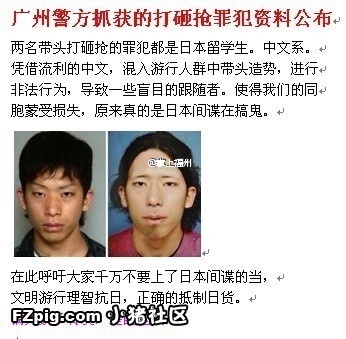 广州警方抓获的打砸抢罪犯资料公布
两名带头打砸抢的罪犯都是日本留学生。中文系。
凭借流利的中文，混入游行人群中带头造势，进行
非法行为，导致一些盲目的跟随者。使得我们的同
胞蒙受损失，原来真的是日本间谍在搞鬼。
在此呼吁大家千万不要上了日本间谍的当，
文明游行理智抗日，正确的抵制日货。
FZpig.com 小猪社区